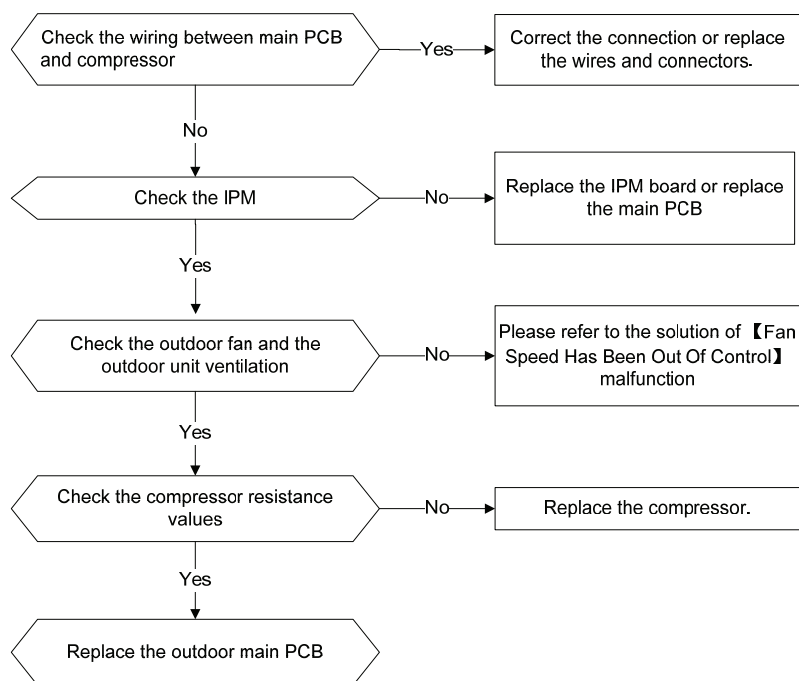 Check the wiring between main PCB
and compressor
Yes
Correct the connection or replace
the wires and connectors.
No
Check the IPM
No
Replace the IPM board or replace
the main PCB
Yes
Check the outdoor fan and the
outdoor unit ventilation
No
Please refer to the solution of【Fan
Speed Has Been Out Of Control】
malfunction
Yes
Check the compressor resistance
values
No
Replace the compressor.
Yes
Replace the outdoor main PCB